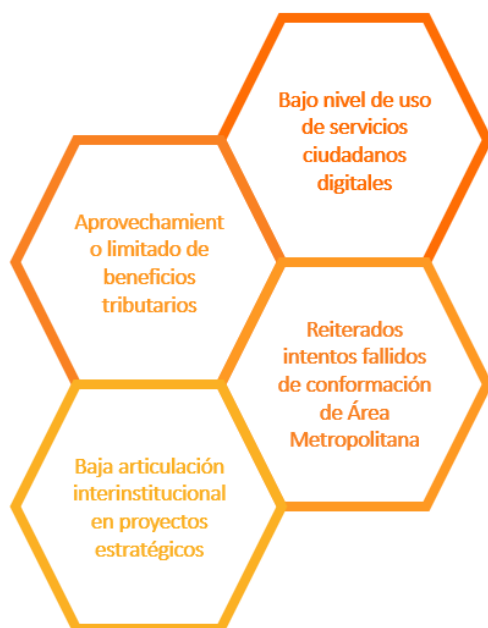 Bajo nivel de uso
de servicios
ciudadanos
digitales
Aprovechamient
o limitado de
beneficios
tributarios
Reiterados
intentos fallidos
de conformación
de Área
Metropolitana
Baja articulación
interinstitucional
en proyectos
estratégicos